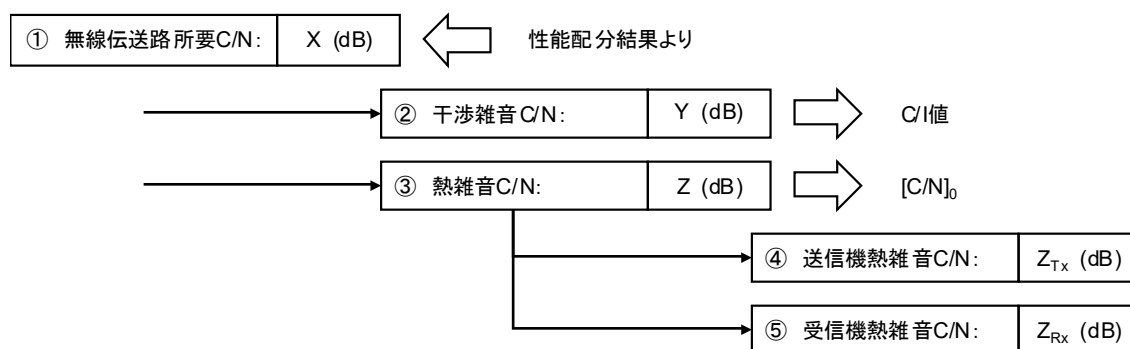 ① 無線伝送路所要C/N: X (dB) 性能配分結果より
② 干渉雑音C/N: Y (dB) C/I値
③ 熱雑音C/N: Z (dB) [C/N]₀
④ 送信機熱雑音C/N: Z_Tx (dB)
⑤ 受信機熱雑音C/N: Z_Rx (dB)